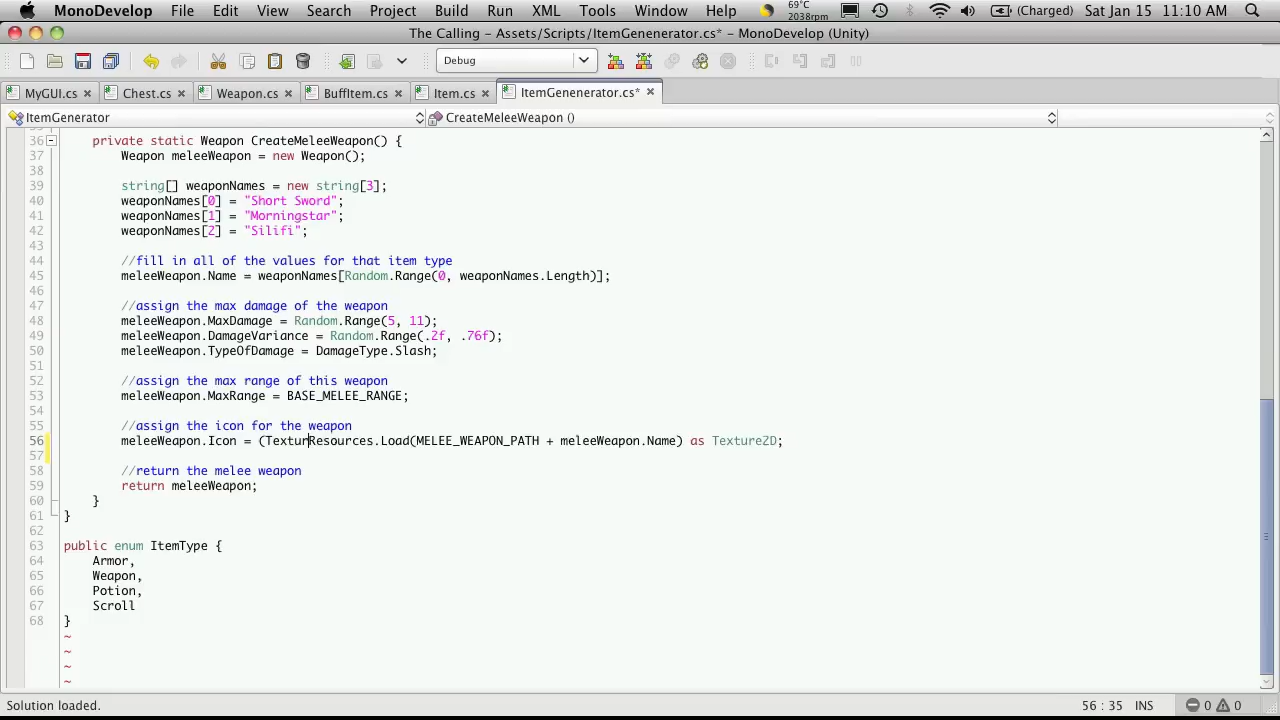 MonoDevelop File Edit View Search Project Build Run XML Tools Window Help 69°C 2038rpm (Charged) Sat Jan 15 11:10 AM
The Calling - Assets/Scripts/ItemGenenerator.cs* - MonoDevelop (Unity)
Debug
MyGUI.cs Chest.cs Weapon.cs BuffItem.cs Item.cs ItemGenenerator.cs*
ItemGenerator CreateMeleeWeapon ()
35
36 private static Weapon CreateMeleeWeapon() {
37 Weapon meleeWeapon = new Weapon();
38
39 string[] weaponNames = new string[3];
40 weaponNames[0] = "Short Sword";
41 weaponNames[1] = "Morningstar";
42 weaponNames[2] = "Silifi";
43
44 //fill in all of the values for that item type
45 meleeWeapon.Name = weaponNames[Random.Range(0, weaponNames.Length)];
46
47 //assign the max damage of the weapon
48 meleeWeapon.MaxDamage = Random.Range(5, 11);
49 meleeWeapon.DamageVariance = Random.Range(.2f, .76f);
50 meleeWeapon.TypeOfDamage = DamageType.Slash;
51
52 //assign the max range of this weapon
53 meleeWeapon.MaxRange = BASE_MELEE_RANGE;
54
55 //assign the icon for the weapon
56 meleeWeapon.Icon = (TexturResources.Load(MELEE_WEAPON_PATH + meleeWeapon.Name) as Texture2D;
57
58 //return the melee weapon
59 return meleeWeapon;
60 }
61 }
62
63 public enum ItemType {
64 Armor,
65 Weapon,
66 Potion,
67 Scroll
68 }
~
~
~
~
Solution loaded. 56 : 35 INS 0 0